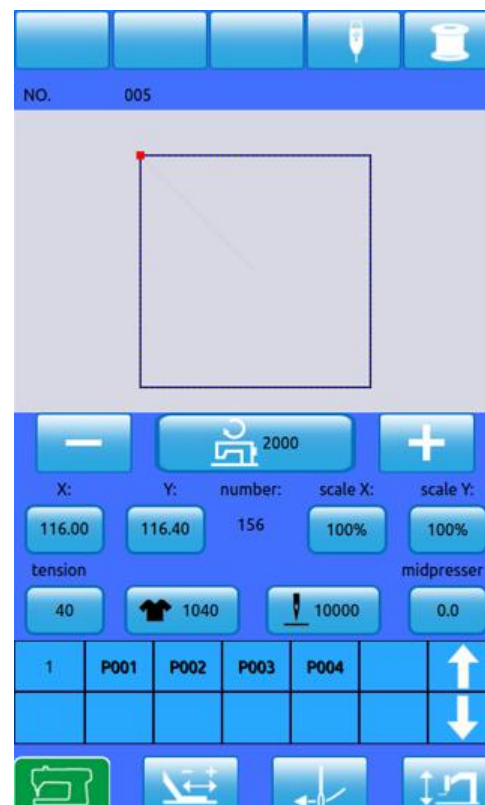 NO. 005
2000
X: Y: number: scale X: scale Y:
116.00 116.40 156 100% 100%
tension midpresser
40 1040 10000 0.0
1 P001 P002 P003 P004